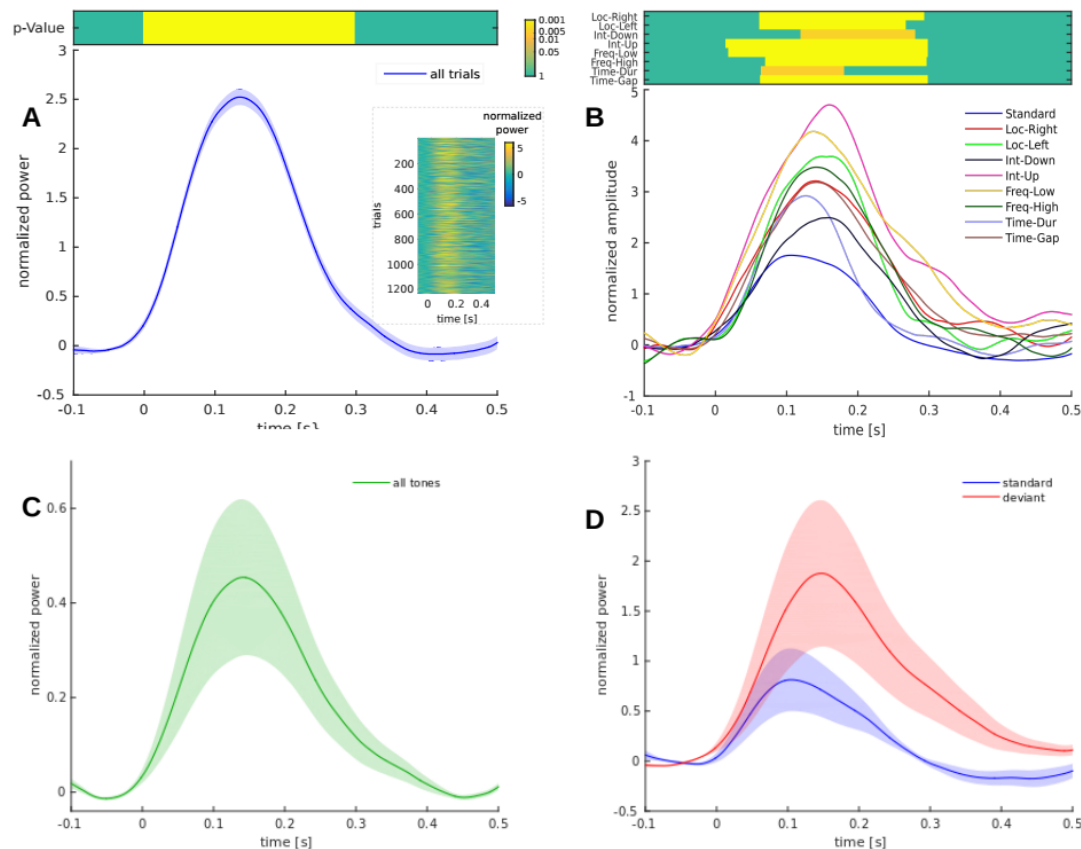 p-Value
0.001
0.005
0.01
0.05
1
A
normalized power
3
2.5
2
1.5
1
0.5
0
-0.5
all trials
normalized
power
5
0
-5
trials
200
400
600
800
1000
1200
0 0.2 0.4
time [s]
-0.1 0 0.1 0.2 0.3 0.4 0.5
time [s}
Loc-Right
Loc-Left
Int-Down
Int-Up
Freq-Low
Freq-High
Time-Dur
Time-Gap
B
normalized amplitude
5
4
3
2
1
0
-1
Standard
Loc-Right
Loc-Left
Int-Down
Int-Up
Freq-Low
Freq-High
Time-Dur
Time-Gap
-0.1 0 0.1 0.2 0.3 0.4 0.5
time [s]
C
normalized power
0.6
0.4
0.2
0
all tones
-0.1 0 0.1 0.2 0.3 0.4 0.5
time [s]
D
normalized power
3
2.5
2
1.5
1
0.5
0
-0.5
standard
deviant
-0.1 0 0.1 0.2 0.3 0.4 0.5
time [s]